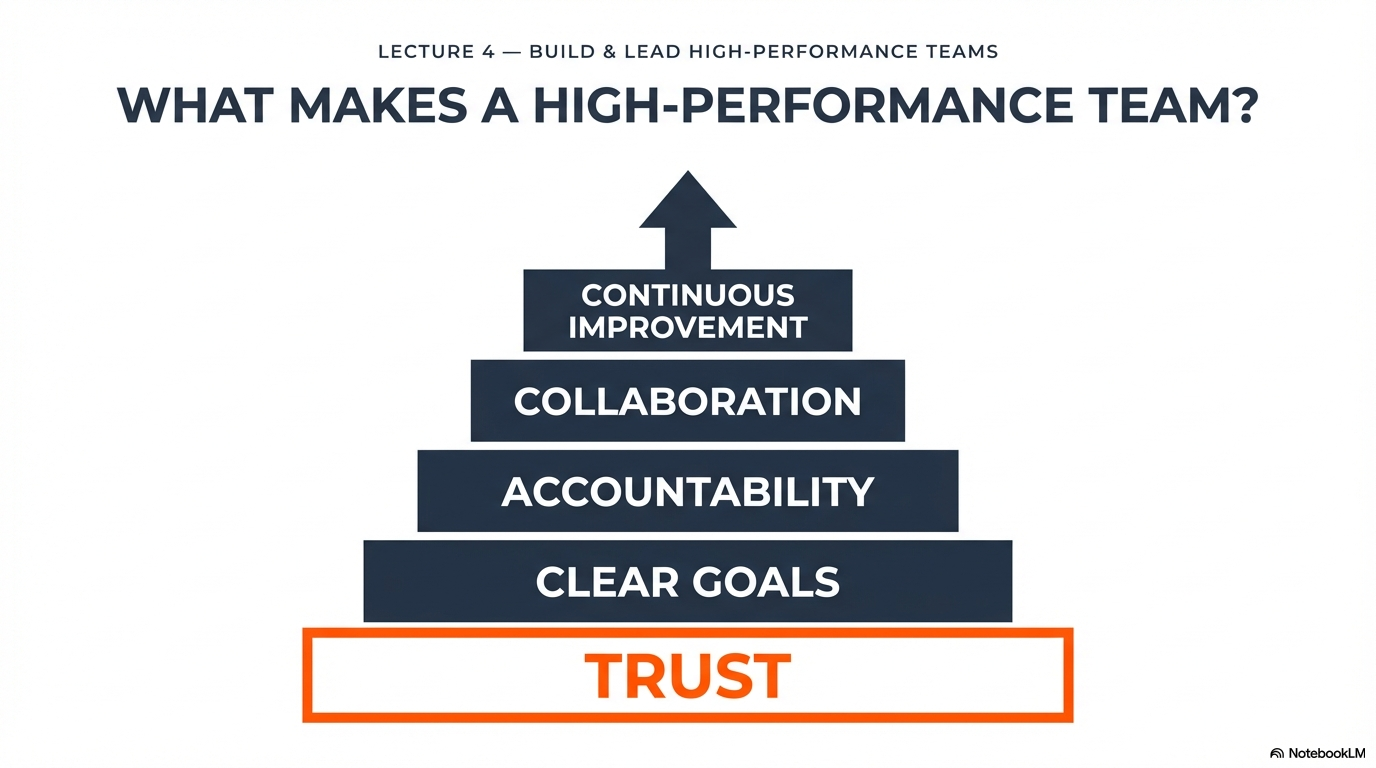 LECTURE 4 — BUILD & LEAD HIGH-PERFORMANCE TEAMS
WHAT MAKES A HIGH-PERFORMANCE TEAM?
CONTINUOUS
IMPROVEMENT
COLLABORATION
ACCOUNTABILITY
CLEAR GOALS
TRUST
NotebookLM